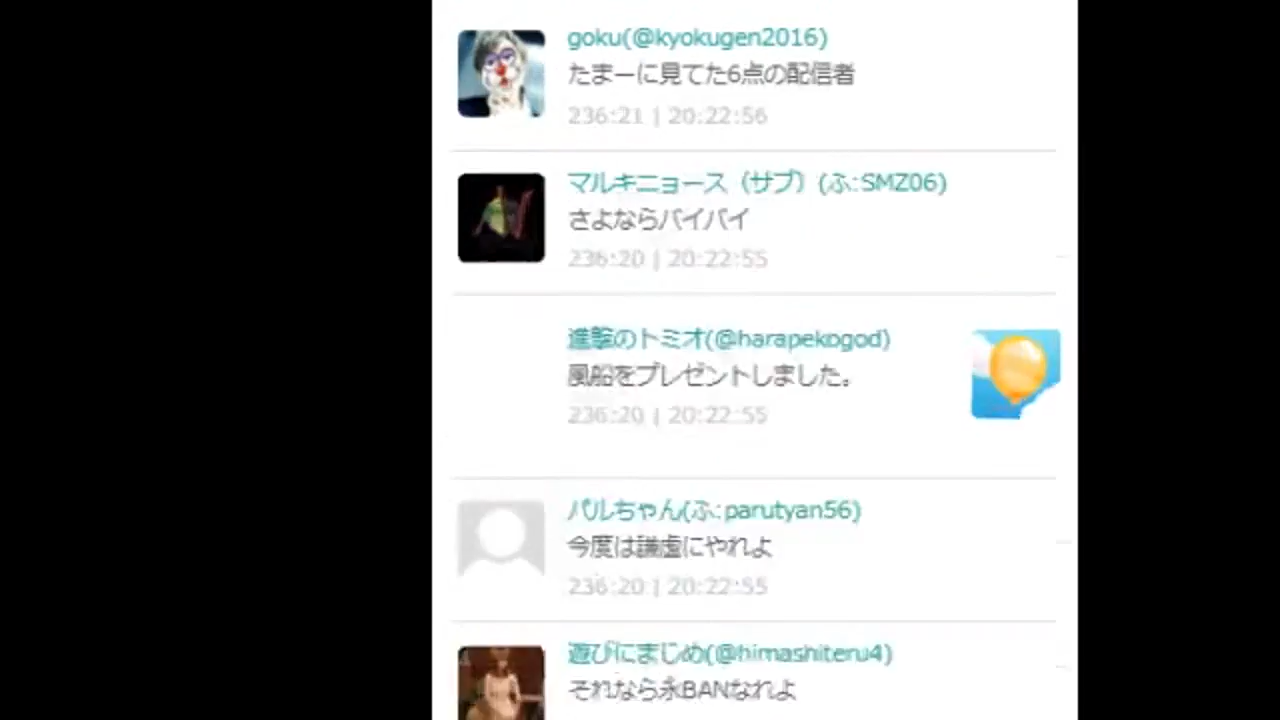 goku(@kyokugen2016)
たまーに見てた6点の配信者
236:21 | 20:22:56
マルキニョース（サブ）(ふ:SMZ06)
さよならバイバイ
236:20 | 20:22:55
進撃のトミオ(@harapekogod)
風船をプレゼントしました。
236:20 | 20:22:55
パルちゃん(ふ:parutyan56)
今度は謙虚にやれよ
236:20 | 20:22:55
遊びにまじめ(@himashiteru4)
それなら永BANなれよ